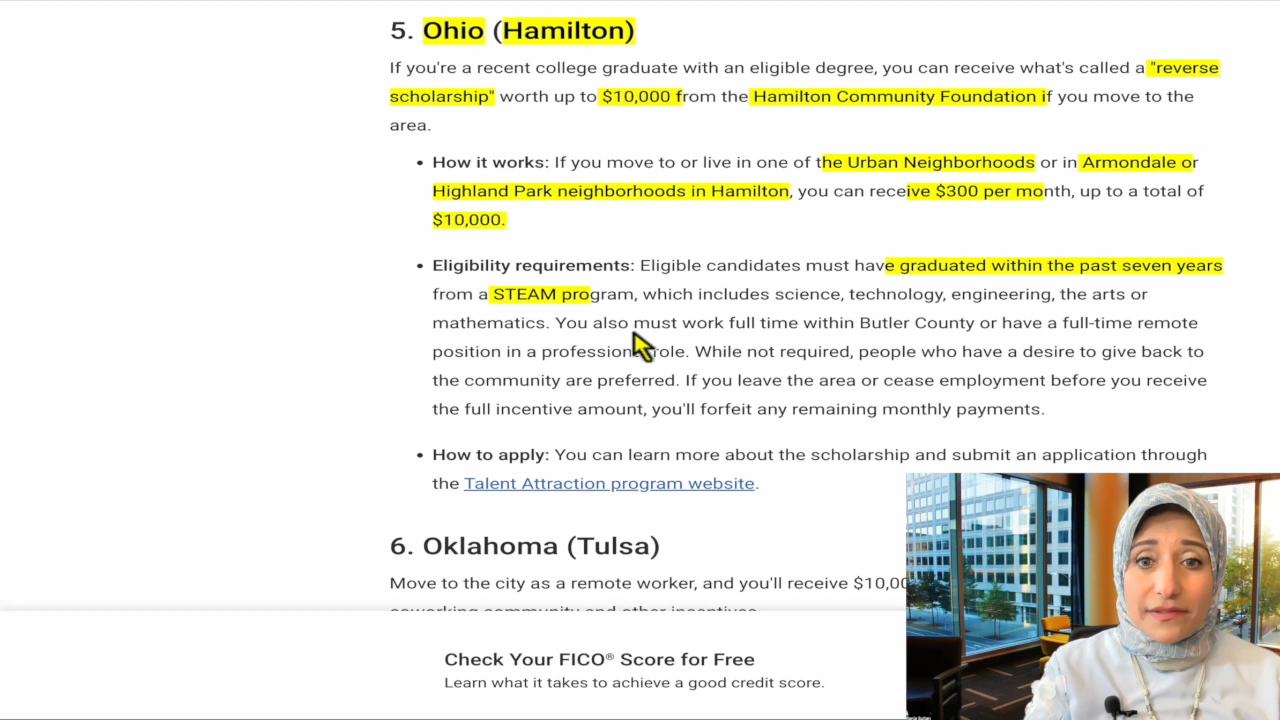 5. Ohio (Hamilton)
If you're a recent college graduate with an eligible degree, you can receive what's called a "reverse
scholarship" worth up to $10,000 from the Hamilton Community Foundation if you move to the
area.
• How it works: If you move to or live in one of the Urban Neighborhoods or in Armondale or
Highland Park neighborhoods in Hamilton, you can receive $300 per month, up to a total of
$10,000.
• Eligibility requirements: Eligible candidates must have graduated within the past seven years
from a STEAM program, which includes science, technology, engineering, the arts or
mathematics. You also must work full time within Butler County or have a full-time remote
position in a professional role. While not required, people who have a desire to give back to
the community are preferred. If you leave the area or cease employment before you receive
the full incentive amount, you'll forfeit any remaining monthly payments.
• How to apply: You can learn more about the scholarship and submit an application through
the Talent Attraction program website.
6. Oklahoma (Tulsa)
Move to the city as a remote worker, and you'll receive $10,00
coworking community and other incentives.
Check Your FICO® Score for Free
Learn what it takes to achieve a good credit score.